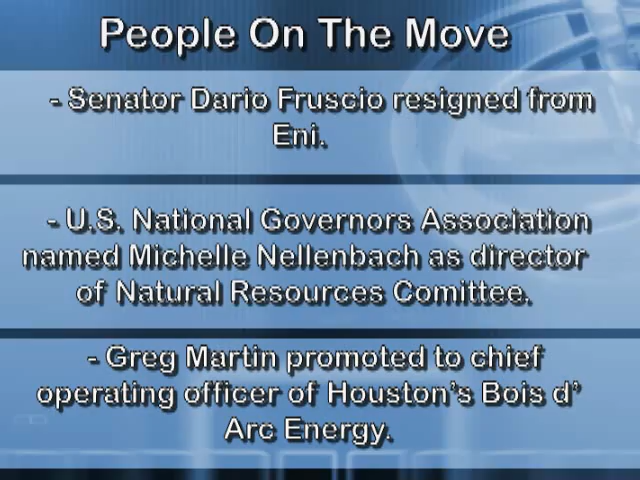 People On The Move
- Senator Dario Fruscio resigned from
Eni.
- U.S. National Governors Association
named Michelle Nellenbach as director
of Natural Resources Comittee.
- Greg Martin promoted to chief
operating officer of Houston's Bois d'
Arc Energy.